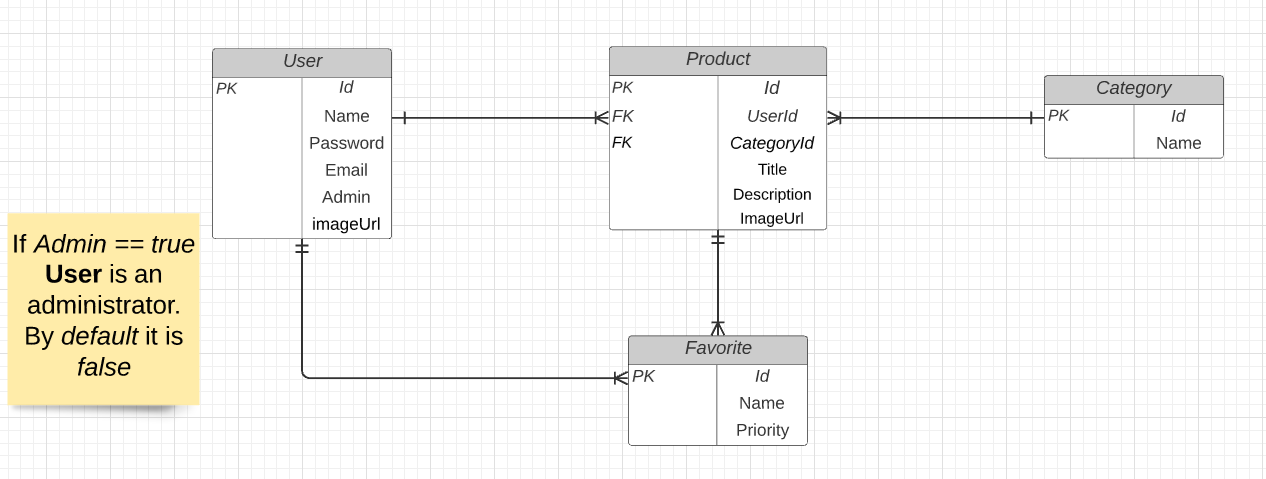 User
PK Id
Name
Password
Email
Admin
imageUrl
Product
PK Id
FK UserId
FK CategoryId
Title
Description
ImageUrl
Category
PK Id
Name
If Admin == true
User is an
administrator.
By default it is
false
Favorite
PK Id
Name
Priority